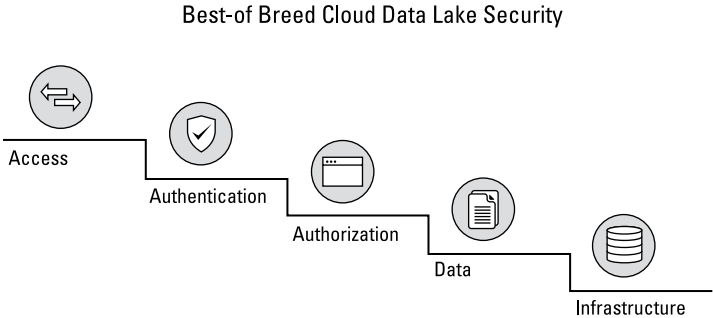 Best-of Breed Cloud Data Lake Security
Access
Authentication
Authorization
Data
Infrastructure